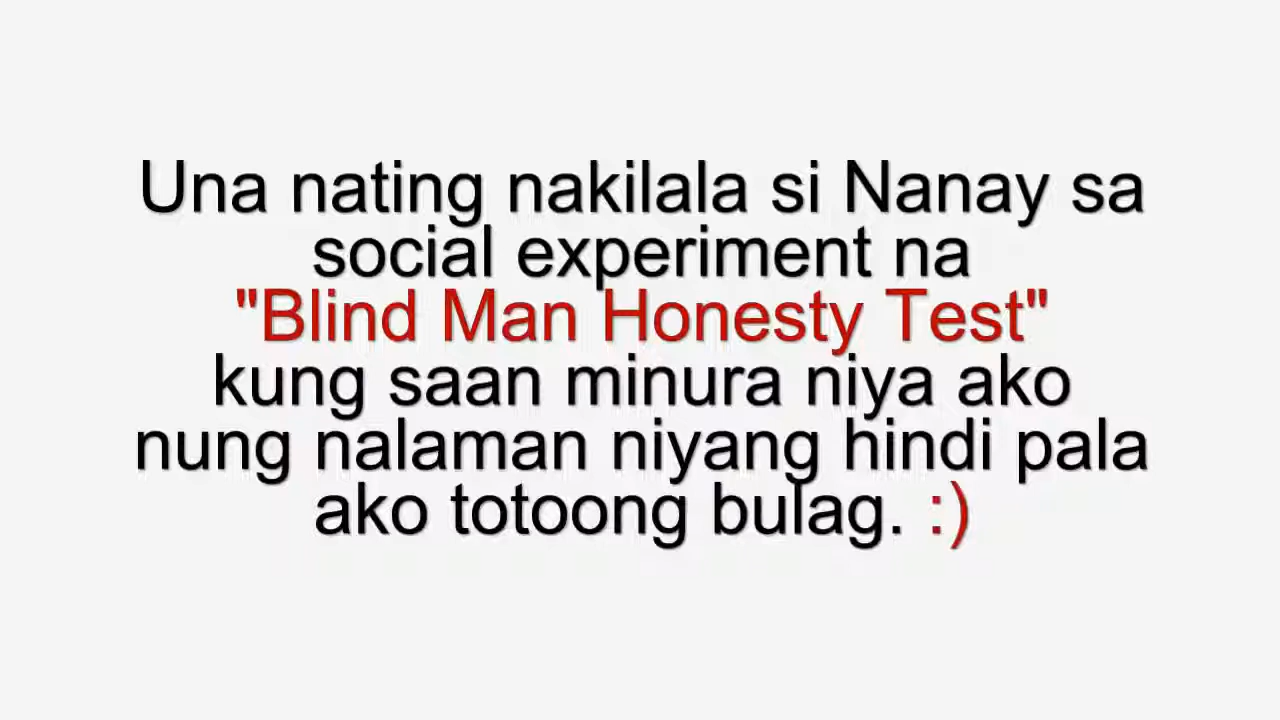 Una nating nakilala si Nanay sa
social experiment na
"Blind Man Honesty Test"
kung saan minura niya ako
nung nalaman niyang hindi pala
ako totoong bulag. :)